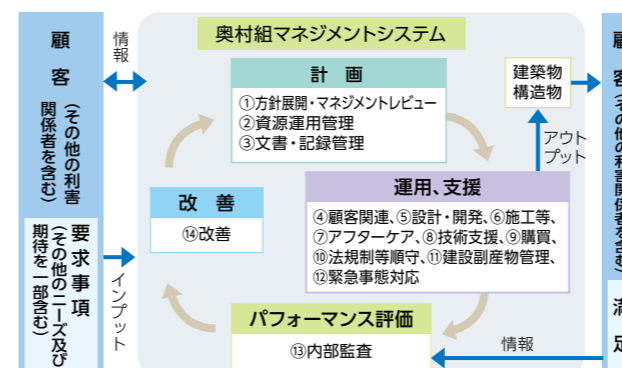 奥村組マネジメントシステム
顧客
(その他の利害
関係者を含む)
情報
要求事項
(その他のニーズ及び
期待を一部含む)
インプット
計画
①方針展開・マネジメントレビュー
②資源運用管理
③文書・記録管理
運用、支援
④顧客関連、⑤設計・開発、⑥施工等、
⑦アフターケア、⑧技術支援、⑨購買、
⑩法規制等順守、⑪建設副産物管理、
⑫緊急事態対応
パフォーマンス評価
⑬内部監査
改善
⑭改善
建築物
構造物
アウト
プット
情報
顧客
(その他の利害関係者を含む)
満足